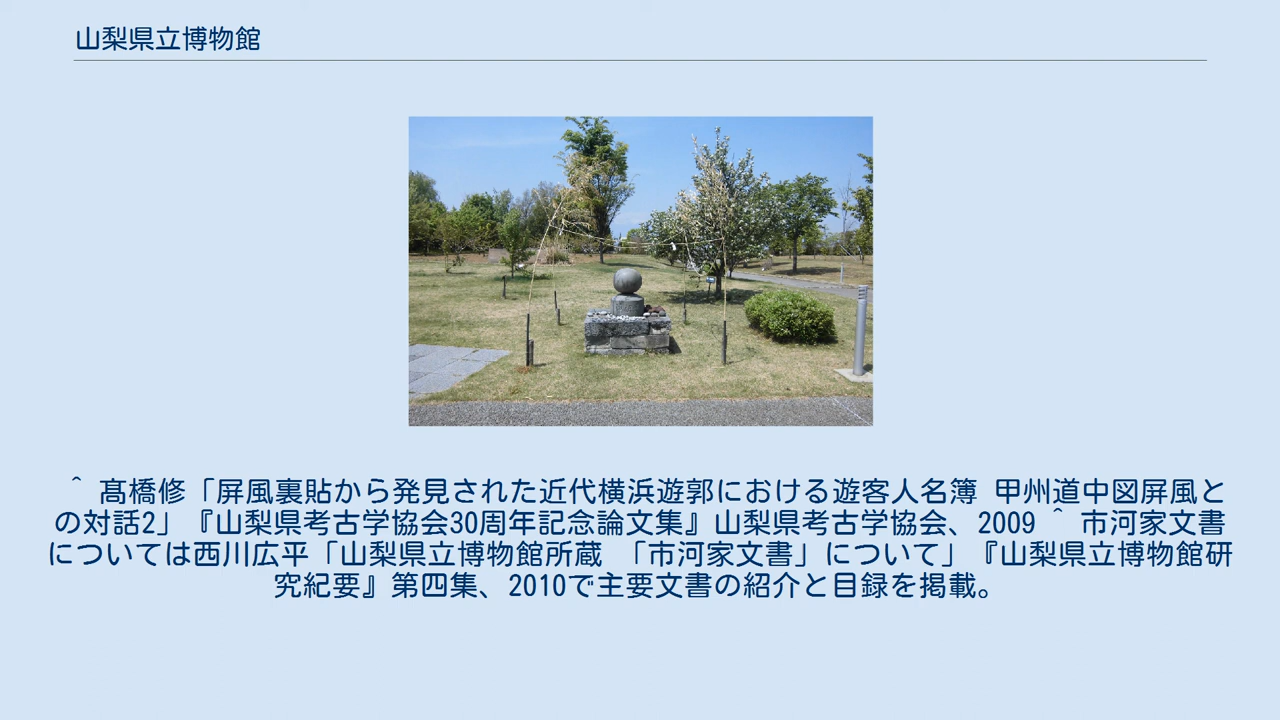 山梨県立博物館
^ 髙橋修「屏風裏貼から発見された近代横浜遊郭における遊客人名簿 甲州道中図屏風と
の対話2」『山梨県考古学協会30周年記念論文集』山梨県考古学協会、2009 ^ 市河家文書
については西川広平「山梨県立博物館所蔵 「市河家文書」について」『山梨県立博物館研
究紀要』第四集、2010で主要文書の紹介と目録を掲載。